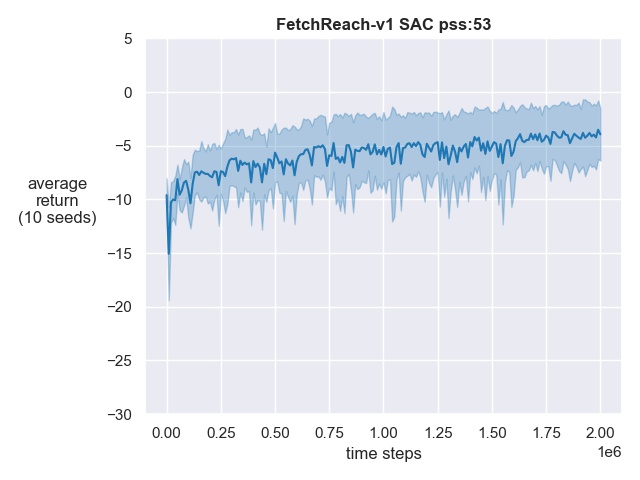 FetchReach-v1 SAC pss:53
5
0
−5
−10
−15
−20
−25
−30
average
return
(10 seeds)
0.00 0.25 0.50 0.75 1.00 1.25 1.50 1.75 2.00
time steps
1e6